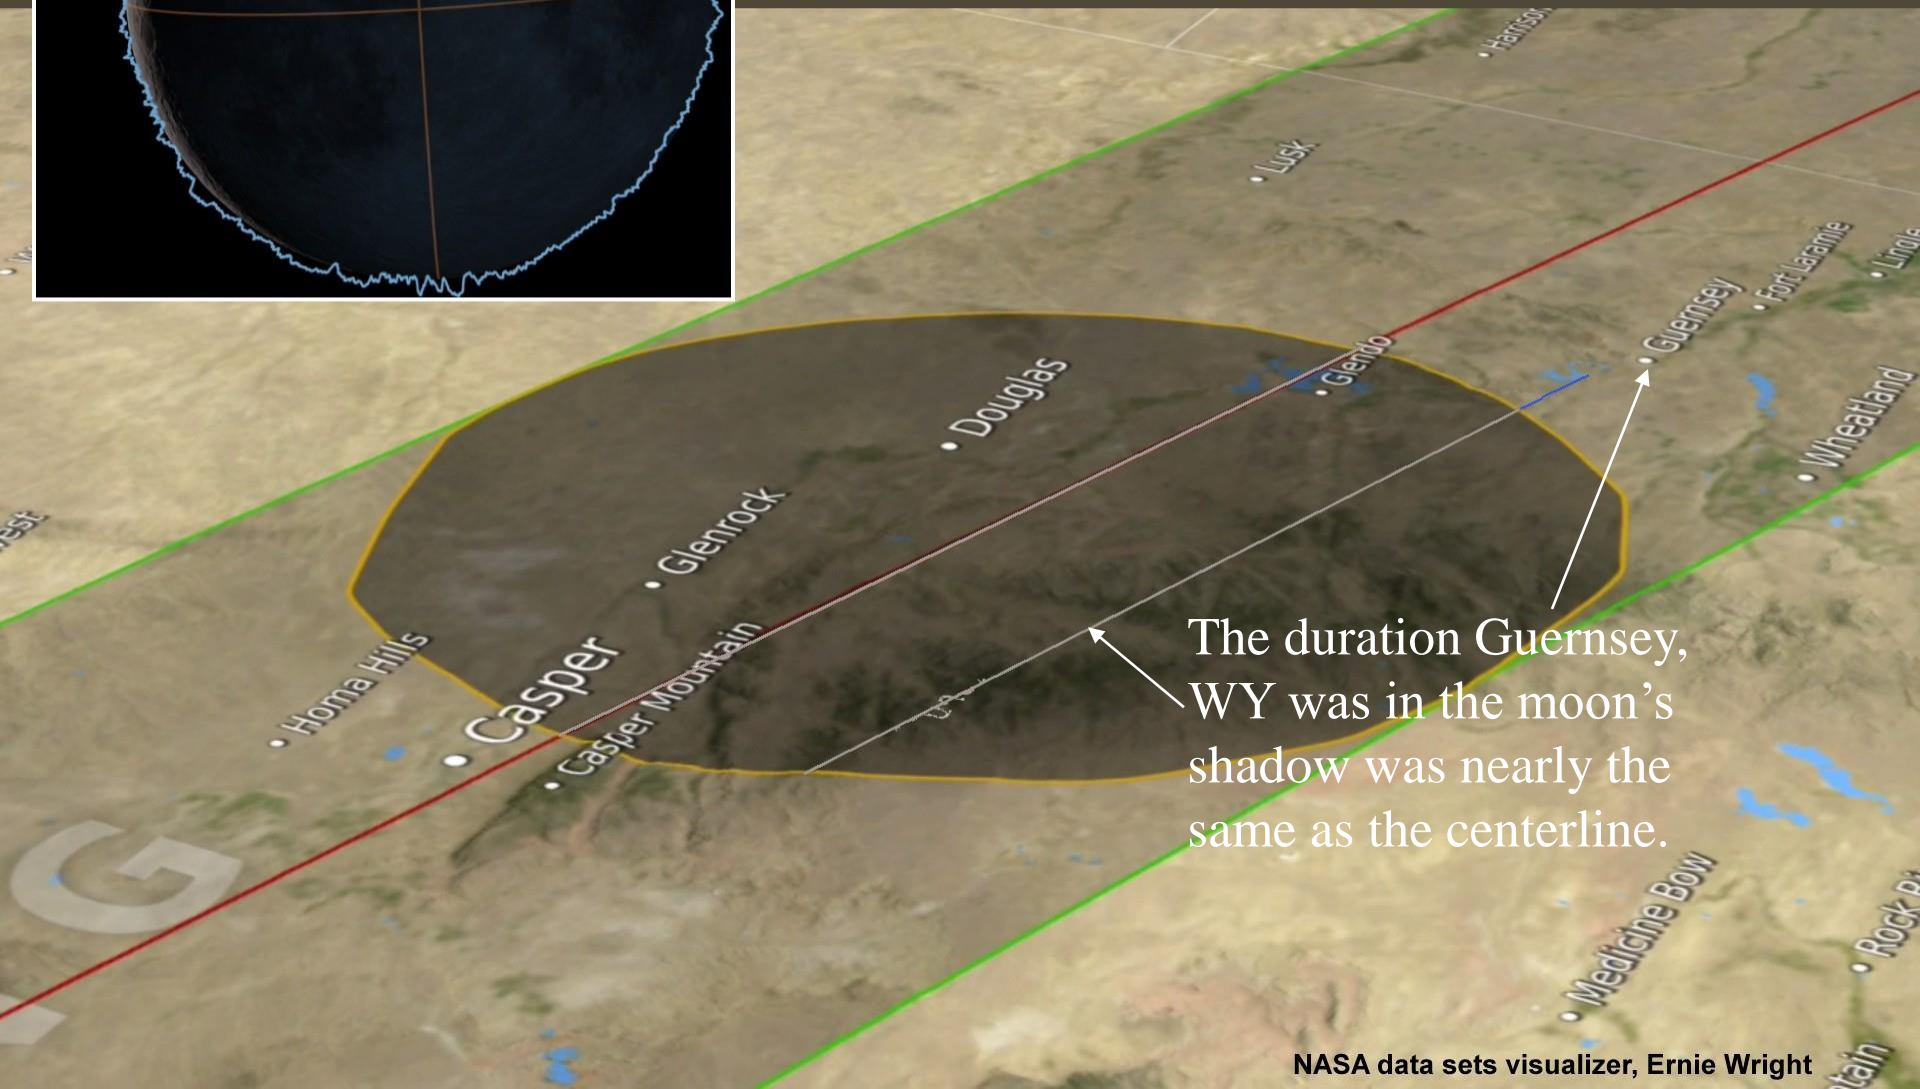 Harrison
Lusk
Fort Laramie
Lingle
Guernsey
Glendo
Douglas
Wheatland
Glenrock
Casper
Casper Mountain
Homa Hills
The duration Guernsey,
WY was in the moon’s
shadow was nearly the
same as the centerline.
G
Medicine Bow
Rock
NASA data sets visualizer, Ernie Wright